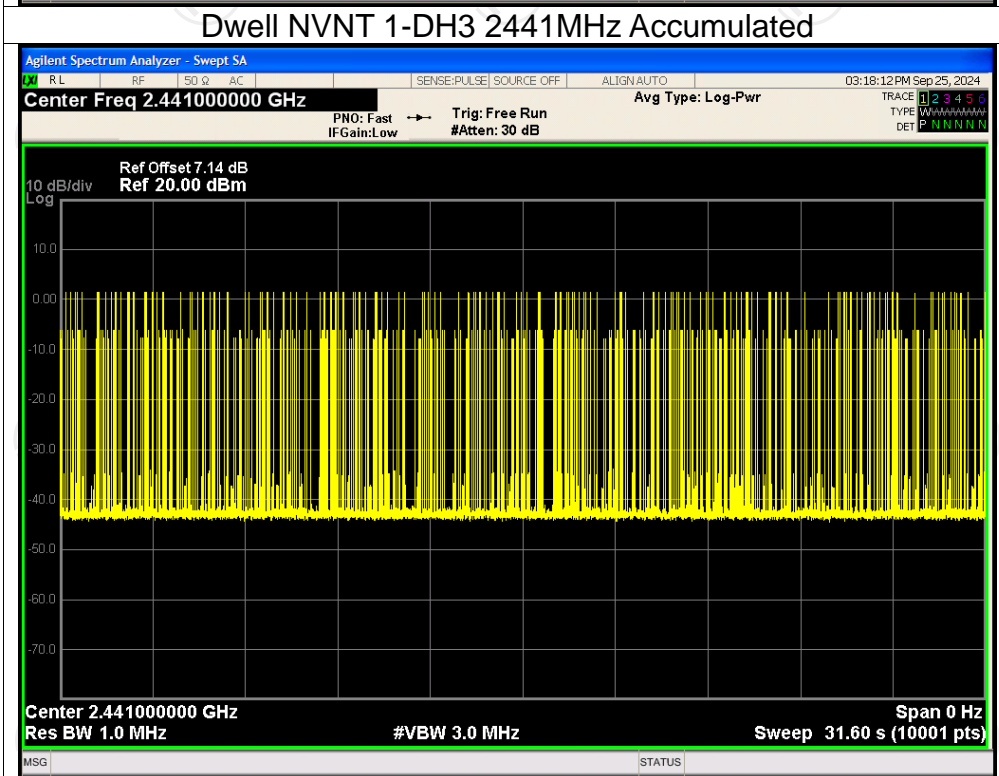 Dwell NVNT 1-DH3 2441MHz Accumulated
Agilent Spectrum Analyzer - Swept SA
LXI RL RF 50 Ω AC SENSE:PULSE SOURCE OFF ALIGN AUTO 03:18:12 PM Sep 25, 2024
Center Freq 2.441000000 GHz Avg Type: Log-Pwr TRACE 1 2 3 4 5 6
PNO: Fast Trig: Free Run TYPE WWWWWW
IFGain:Low #Atten: 30 dB DET P N N N N N
Ref Offset 7.14 dB
10 dB/div Ref 20.00 dBm
Log
10.0
0.00
-10.0
-20.0
-30.0
-40.0
-50.0
-60.0
-70.0
Center 2.441000000 GHz Span 0 Hz
Res BW 1.0 MHz #VBW 3.0 MHz Sweep 31.60 s (10001 pts)
MSG STATUS